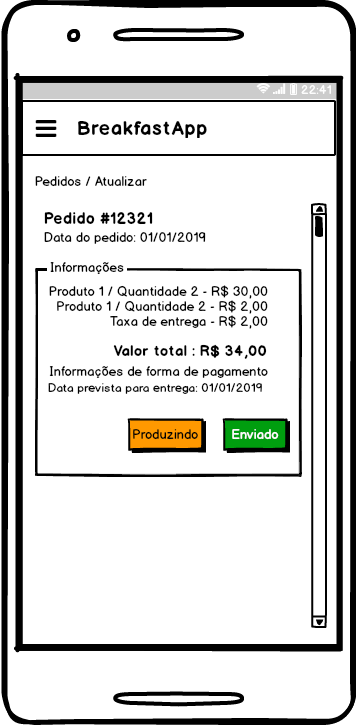 22:41
BreakfastApp
Pedidos / Atualizar
Pedido #12321
Data do pedido: 01/01/2019
Informações
Produto 1 / Quantidade 2 - R$ 30,00
Produto 1 / Quantidade 2 - R$ 2,00
Taxa de entrega - R$ 2,00
Valor total : R$ 34,00
Informações de forma de pagamento
Data prevista para entrega: 01/01/2019
Produzindo Enviado